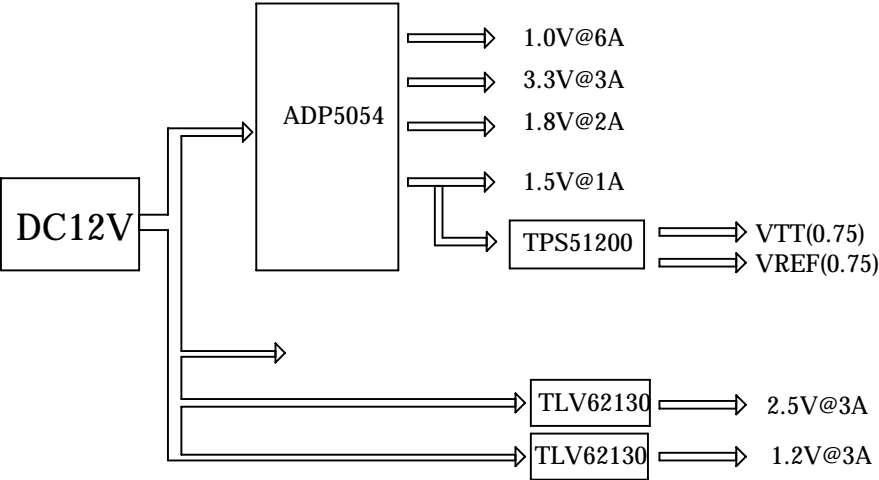 1.0V@6A
3.3V@3A
ADP5054
1.8V@2A
1.5V@1A
DC12V
TPS51200
VTT(0.75)
VREF(0.75)
TLV62130
2.5V@3A
TLV62130
1.2V@3A